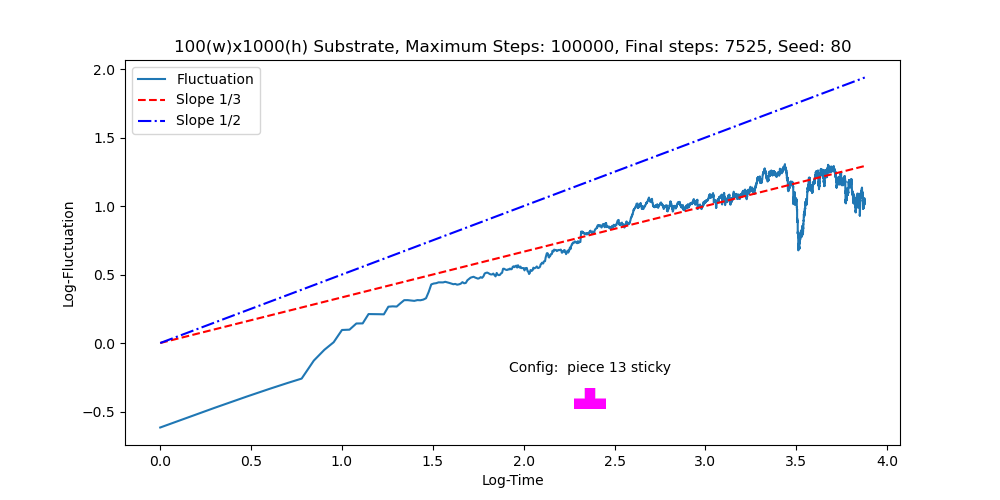 100(w)x1000(h) Substrate, Maximum Steps: 100000, Final steps: 7525, Seed: 80
Fluctuation
Slope 1/3
Slope 1/2
2.0
1.5
1.0
0.5
0.0
−0.5
Log-Fluctuation
Config:  piece 13 sticky
0.0 0.5 1.0 1.5 2.0 2.5 3.0 3.5 4.0
Log-Time